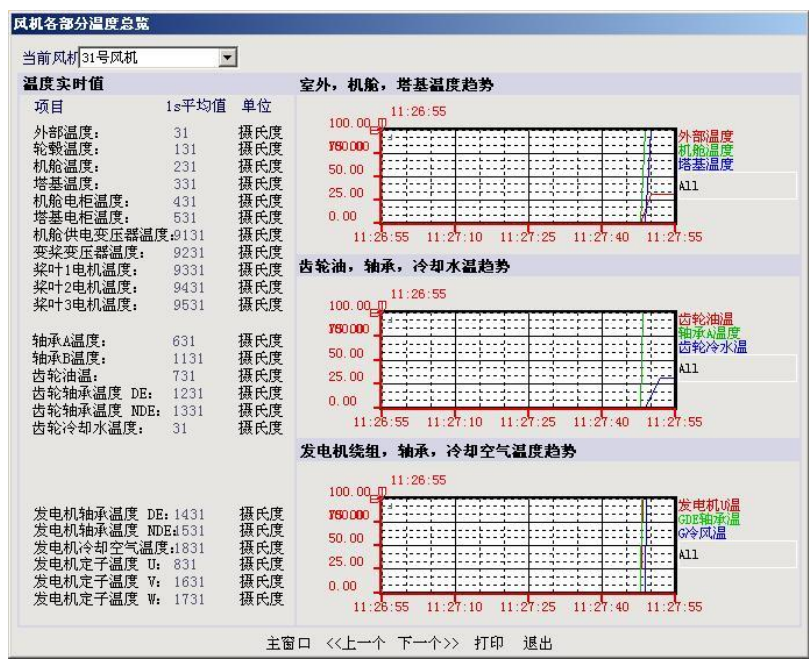 风机各部分温度总览
当前风机 31号风机
温度实时值
项目 1s平均值 单位
外部温度: 31 摄氏度
轮毂温度: 131 摄氏度
机舱温度: 231 摄氏度
塔基温度: 331 摄氏度
机舱电柜温度: 431 摄氏度
塔基电柜温度: 531 摄氏度
机舱供电变压器温度: 9131 摄氏度
变桨变压器温度: 9231 摄氏度
桨叶1电机温度: 9331 摄氏度
桨叶2电机温度: 9431 摄氏度
桨叶3电机温度: 9531 摄氏度
轴承A温度: 631 摄氏度
轴承B温度: 1131 摄氏度
齿轮油温: 731 摄氏度
齿轮轴承温度 DE: 1231 摄氏度
齿轮轴承温度 NDE: 1331 摄氏度
齿轮冷却水温度: 31 摄氏度
发电机轴承温度 DE: 1431 摄氏度
发电机轴承温度 NDE: 1531 摄氏度
发电机冷却空气温度: 1831 摄氏度
发电机定子温度 U: 831 摄氏度
发电机定子温度 V: 1631 摄氏度
发电机定子温度 W: 1731 摄氏度
室外，机舱，塔基温度趋势
11:26:55
100.00
50.00
25.00
0.00
11:26:55 11:27:10 11:27:25 11:27:40 11:27:55
外部温度
机舱温度
塔基温度
All
齿轮油，轴承，冷却水温趋势
11:26:55
100.00
50.00
25.00
0.00
11:26:55 11:27:10 11:27:25 11:27:40 11:27:55
齿轮油温
轴承A温度
齿轮冷水温
All
发电机绕组，轴承，冷却空气温度趋势
11:26:55
100.00
50.00
25.00
0.00
11:26:55 11:27:10 11:27:25 11:27:40 11:27:55
发电机U温
GDE轴承温
G冷风温
All
主窗口 <<上一个 下一个>> 打印 退出